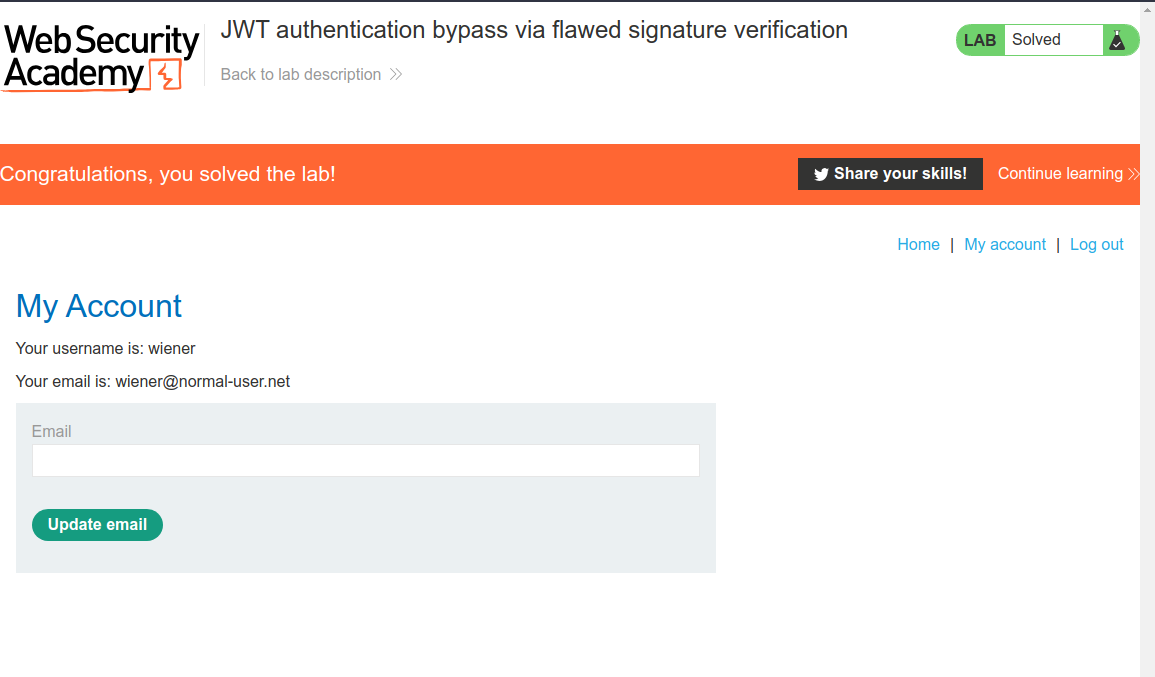 Web Security
Academy
JWT authentication bypass via flawed signature verification
Back to lab description
LAB Solved
Congratulations, you solved the lab!
Share your skills!
Continue learning
Home | My account | Log out
My Account
Your username is: wiener
Your email is: wiener@normal-user.net
Email
Update email